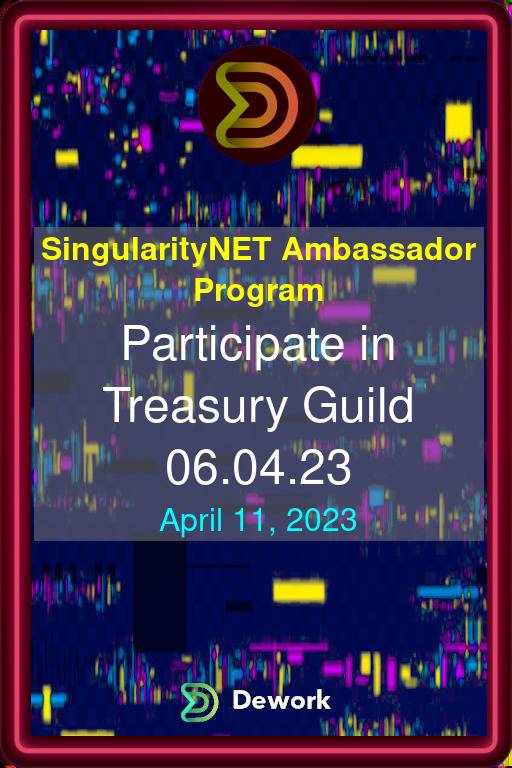 SingularityNET Ambassador
Program
Participate in
Treasury Guild
06.04.23
April 11, 2023
Dework